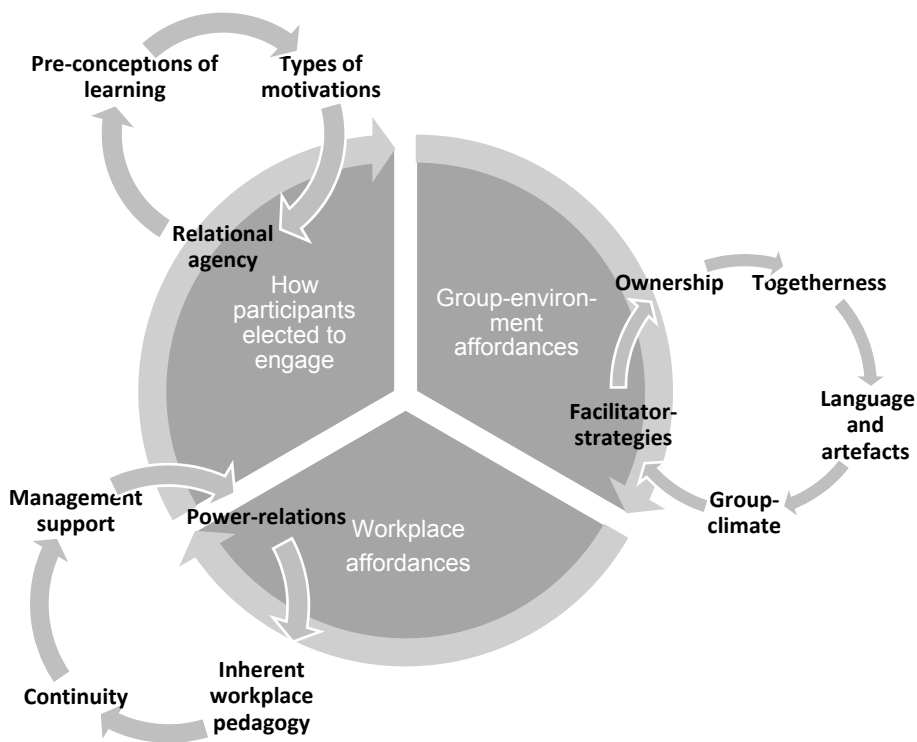 Pre-conceptions of
learning
Types of
motivations
Relational
agency
How
participants
elected to
engage
Group-environ-
ment
affordances
Ownership
Togetherness
Language and
artefacts
Group-
climate
Facilitator-
strategies
Workplace
affordances
Management
support
Power-relations
Inherent
workplace
pedagogy
Continuity